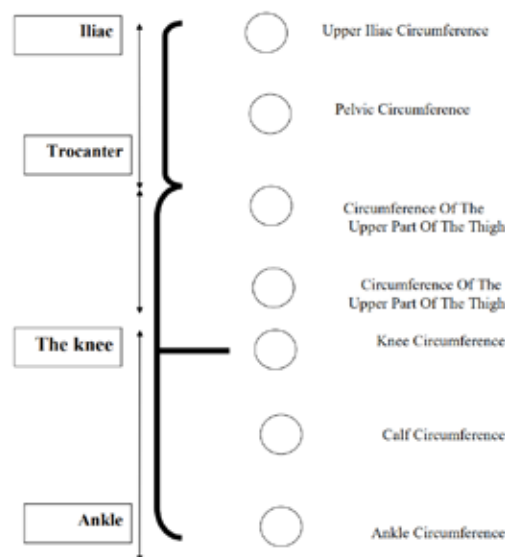 Iliac
Upper Iliac Circumference
Pelvic Circumference
Trocanter
Circumference Of The
Upper Part Of The Thigh
Circumference Of The
Upper Part Of The Thigh
The knee
Knee Circumference
Calf Circumference
Ankle
Ankle Circumference